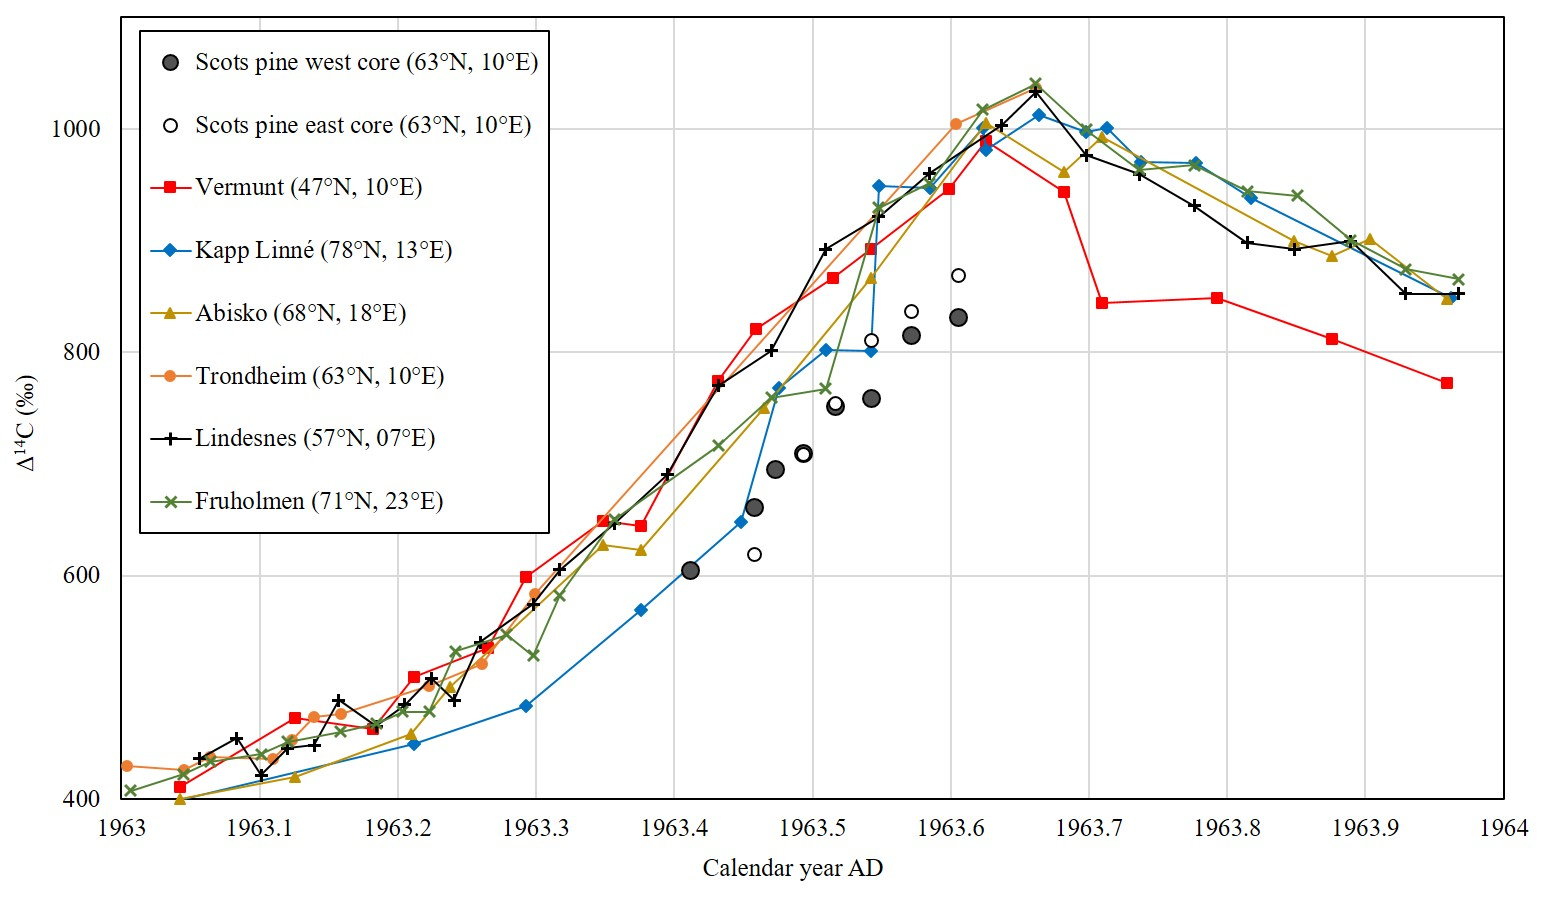 Scots pine west core (63°N, 10°E)
Scots pine east core (63°N, 10°E)
Vermunt (47°N, 10°E)
Kapp Linné (78°N, 13°E)
Abisko (68°N, 18°E)
Trondheim (63°N, 10°E)
Lindesnes (57°N, 07°E)
Fruholmen (71°N, 23°E)
1000
800
600
400
Δ¹⁴C (‰)
1963 1963.1 1963.2 1963.3 1963.4 1963.5 1963.6 1963.7 1963.8 1963.9 1964
Calendar year AD